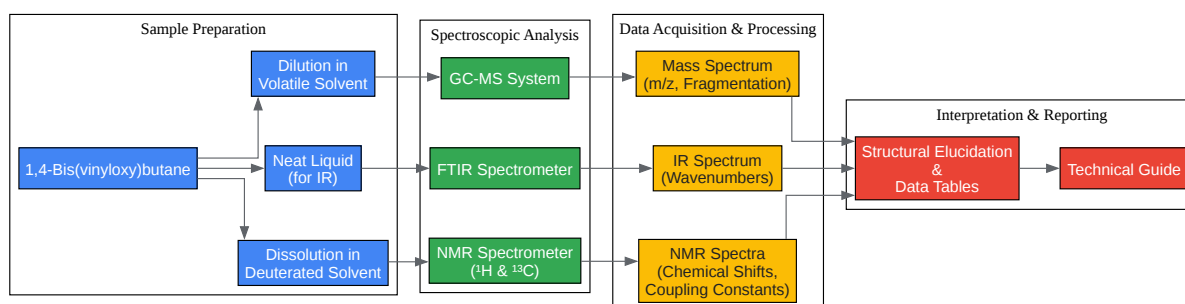 Sample Preparation
Spectroscopic Analysis
Data Acquisition & Processing
Interpretation & Reporting
1,4-Bis(vinyloxy)butane
Dilution in
Volatile Solvent
Neat Liquid
(for IR)
Dissolution in
Deuterated Solvent
GC-MS System
FTIR Spectrometer
NMR Spectrometer
(¹H & ¹³C)
Mass Spectrum
(m/z, Fragmentation)
IR Spectrum
(Wavenumbers)
NMR Spectra
(Chemical Shifts,
Coupling Constants)
Structural Elucidation
&
Data Tables
Technical Guide